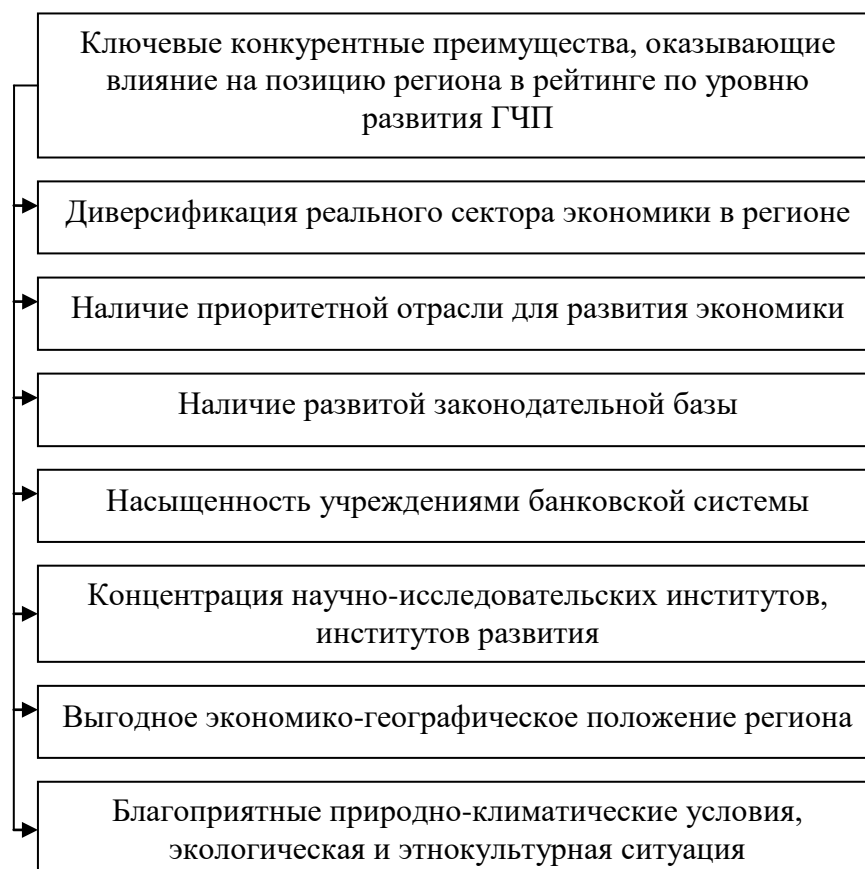 Ключевые конкурентные преимущества, оказывающие
влияние на позицию региона в рейтинге по уровню
развития ГЧП
Диверсификация реального сектора экономики в регионе
Наличие приоритетной отрасли для развития экономики
Наличие развитой законодательной базы
Насыщенность учреждениями банковской системы
Концентрация научно-исследовательских институтов,
институтов развития
Выгодное экономико-географическое положение региона
Благоприятные природно-климатические условия,
экологическая и этнокультурная ситуация